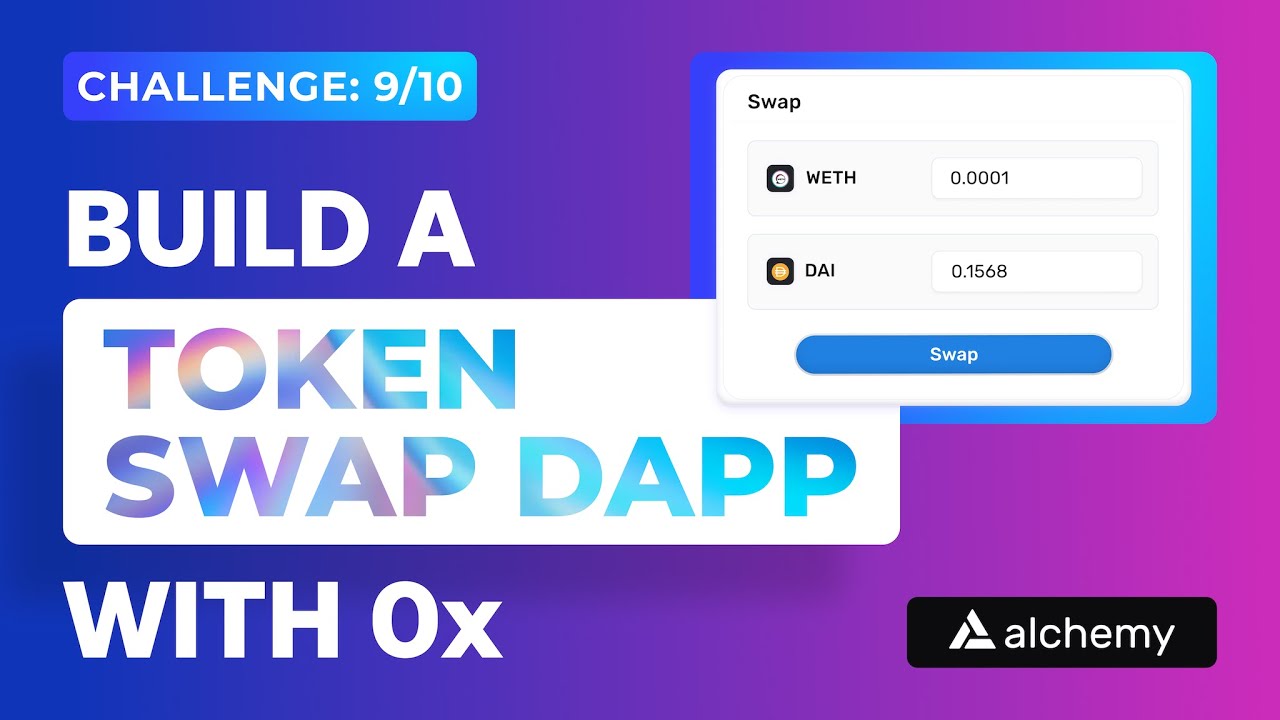 CHALLENGE: 9/10
BUILD A
TOKEN
SWAP DAPP
WITH 0x
Swap
WETH 0.0001
DAI 0.1568
Swap
alchemy